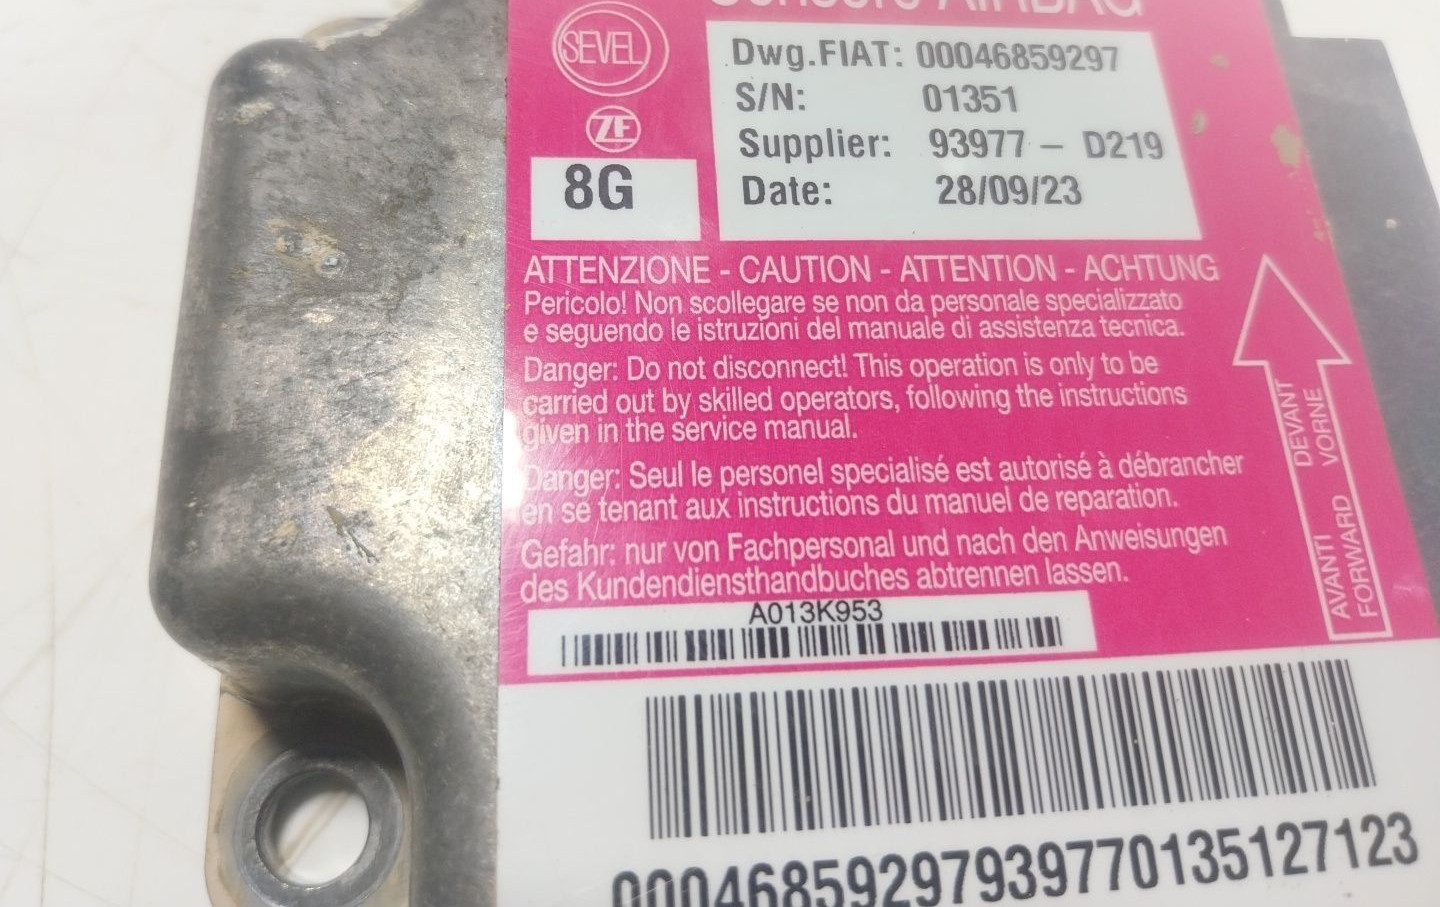 Sensore AIRBAG
SEVEL
ZF
8G
Dwg.FIAT: 00046859297
S/N: 01351
Supplier: 93977 - D219
Date: 28/09/23
ATTENZIONE - CAUTION - ATTENTION - ACHTUNG
Pericolo! Non scollegare se non da personale specializzato
e seguendo le istruzioni del manuale di assistenza tecnica.
Danger: Do not disconnect! This operation is only to be
carried out by skilled operators, following the instructions
given in the service manual.
Danger: Seul le personel specialisé est autorisé à débrancher
en se tenant aux instructions du manuel de reparation.
Gefahr: nur von Fachpersonal und nach den Anweisungen
des Kundendiensthandbuches abtrennen lassen.
DEVANT
VORNE
AVANTI
FORWARD
A013K953
00046859297939770135127123